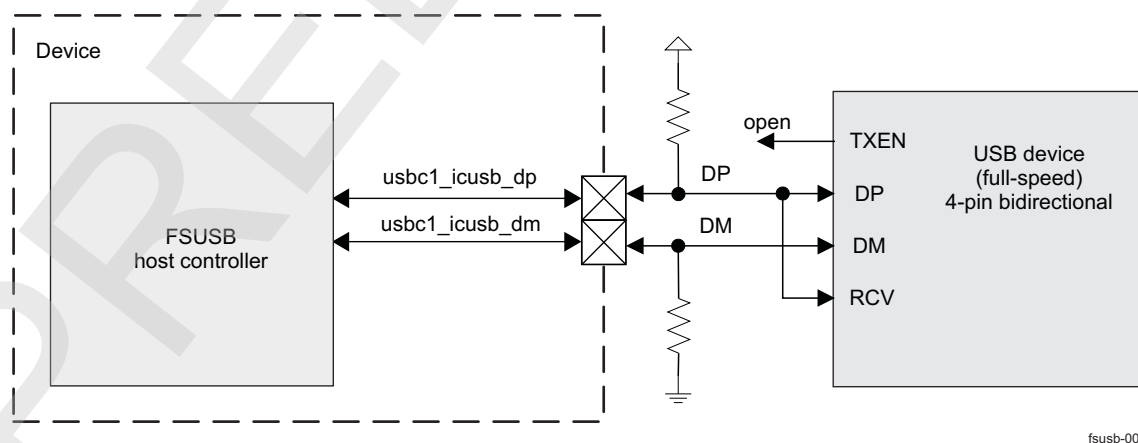 Device
open
TXEN
USB device
(full-speed)
4-pin bidirectional
usbc1_icusb_dp
DP
DP
usbc1_icusb_dm
DM
DM
FSUSB
host controller
RCV
fsusb-00